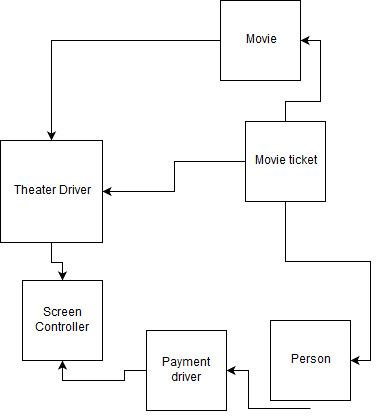 Movie
Movie ticket
Theater Driver
Screen
Controller
Payment
driver
Person